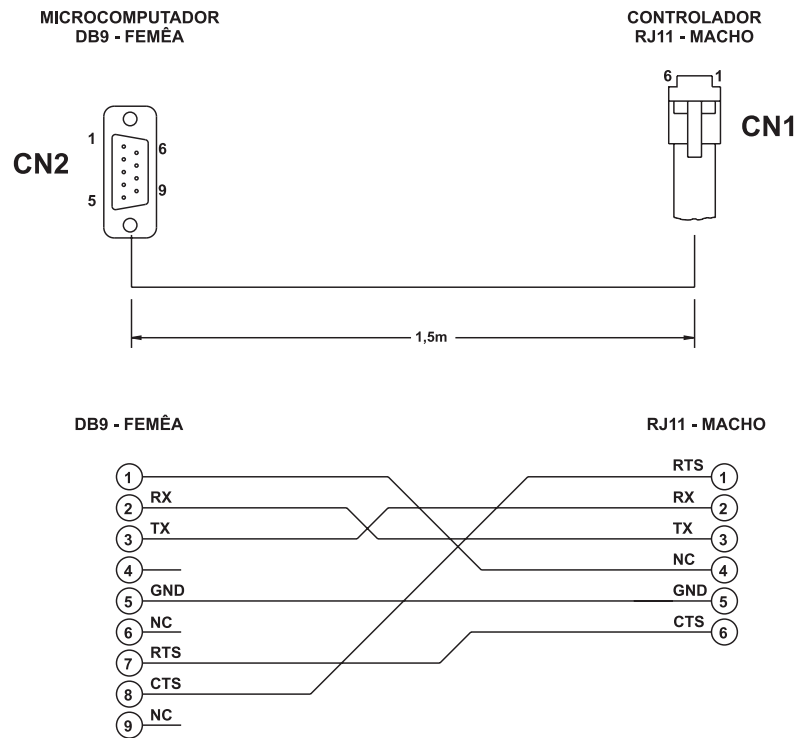 MICROCOMPUTADOR
DB9 - FEMÊA
CONTROLADOR
RJ11 - MACHO
6 1
CN1
CN2
1
6
5
9
1,5m
DB9 - FEMÊA
RJ11 - MACHO
1
RTS 1
2 RX
RX 2
3 TX
TX 3
4
NC 4
5 GND
GND 5
6 NC
CTS 6
7 RTS
8 CTS
9 NC